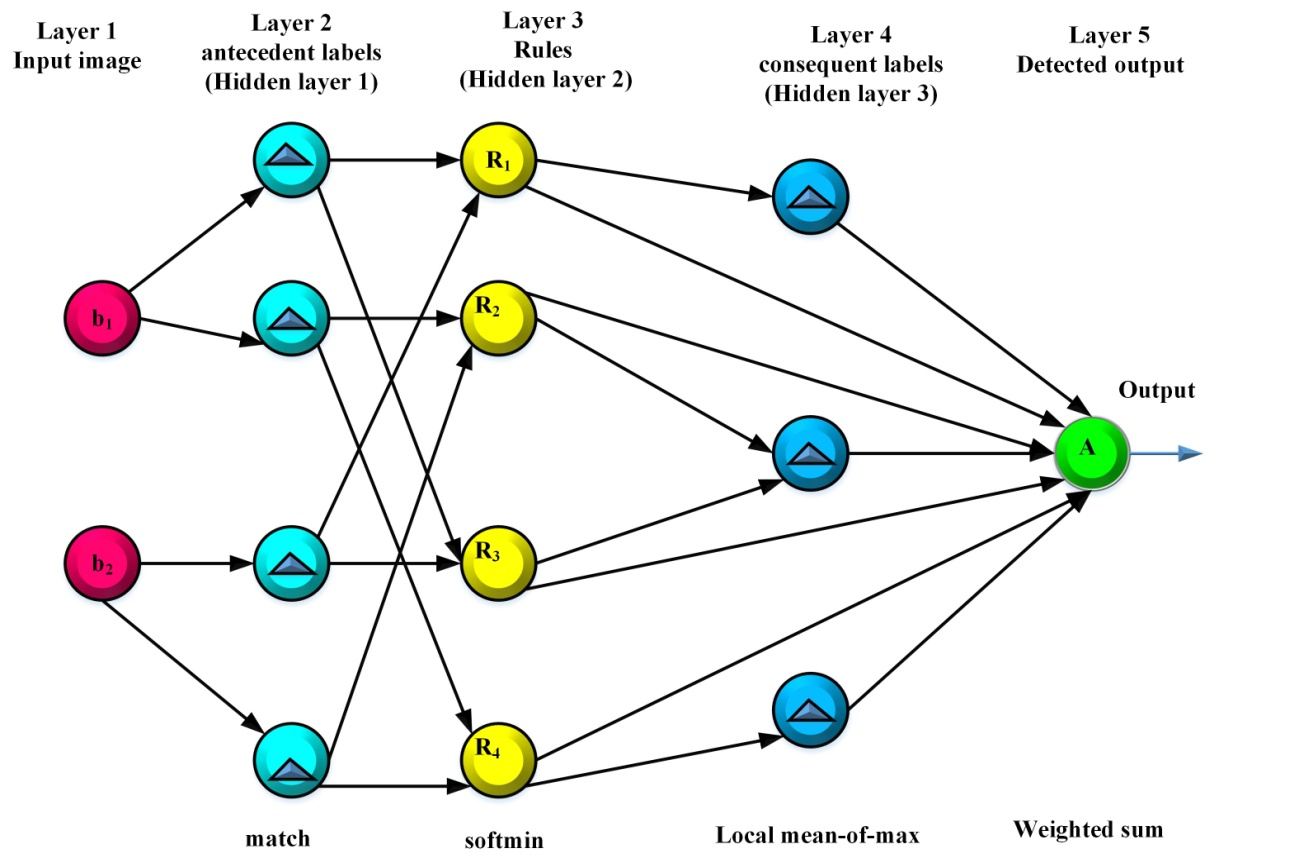 Layer 1
Input image
Layer 2
antecedent labels
(Hidden layer 1)
Layer 3
Rules
(Hidden layer 2)
Layer 4
consequent labels
(Hidden layer 3)
Layer 5
Detected output
R₁
b₁
R₂
Output
A
b₂
R₃
R₄
match
softmin
Local mean-of-max
Weighted sum